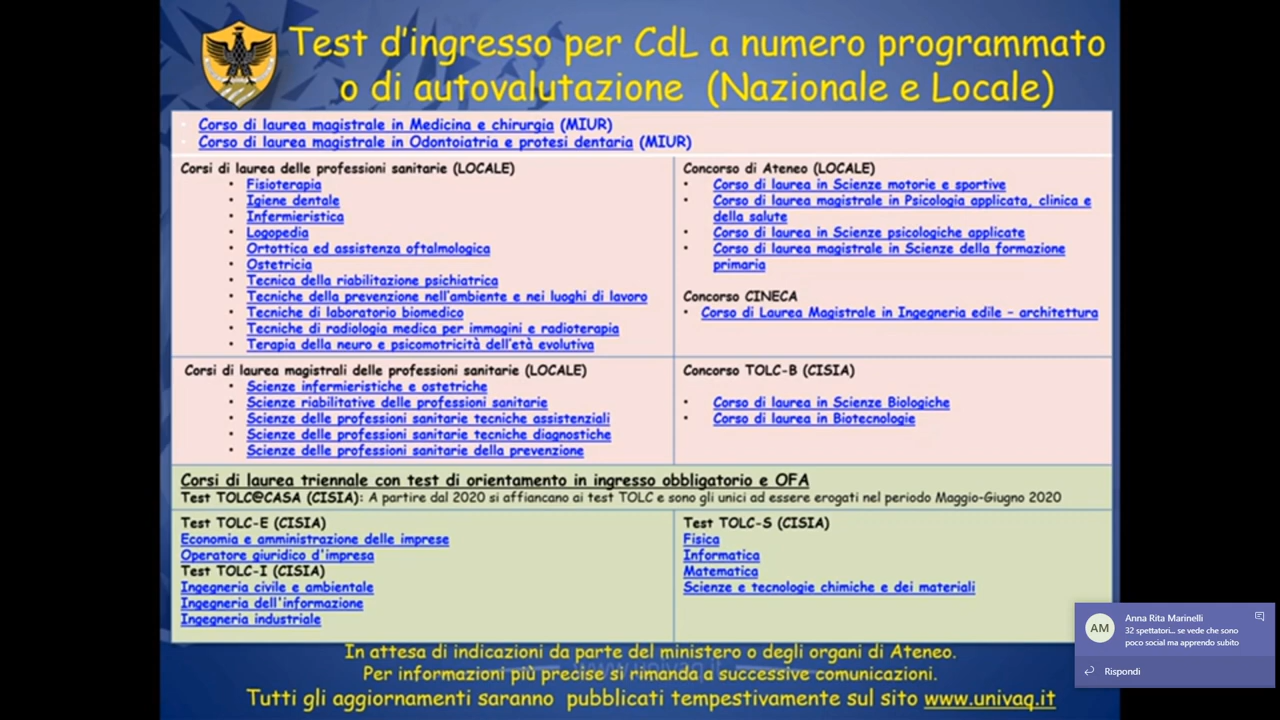 Test d'ingresso per CdL a numero programmato
o di autovalutazione (Nazionale e Locale)
Corso di laurea magistrale in Medicina e chirurgia (MIUR)
Corso di laurea magistrale in Odontoiatria e protesi dentaria (MIUR)
Corsi di laurea delle professioni sanitarie (LOCALE)
• Fisioterapia
• Igiene dentale
• Infermieristica
• Logopedia
• Ortottica ed assistenza oftalmologica
• Ostetricia
• Tecnica della riabilitazione psichiatrica
• Tecniche della prevenzione nell'ambiente e nei luoghi di lavoro
• Tecniche di laboratorio biomedico
• Tecniche di radiologia medica per immagini e radioterapia
• Terapia della neuro e psicomotricità dell'età evolutiva
Concorso di Ateneo (LOCALE)
• Corso di laurea in Scienze motorie e sportive
• Corso di laurea magistrale in Psicologia applicata, clinica e
della salute
• Corso di laurea in Scienze psicologiche applicate
• Corso di laurea magistrale in Scienze della formazione
primaria
Concorso CINECA
• Corso di Laurea Magistrale in Ingegneria edile – architettura
Corsi di laurea magistrali delle professioni sanitarie (LOCALE)
• Scienze infermieristiche e ostetriche
• Scienze riabilitative delle professioni sanitarie
• Scienze delle professioni sanitarie tecniche assistenziali
• Scienze delle professioni sanitarie tecniche diagnostiche
• Scienze delle professioni sanitarie della prevenzione
Concorso TOLC-B (CISIA)
• Corso di laurea in Scienze Biologiche
• Corso di laurea in Biotecnologie
Corsi di laurea triennale con test di orientamento in ingresso obbligatorio e OFA
Test TOLC@CASA (CISIA): A partire dal 2020 si affiancano ai test TOLC e sono gli unici ad essere erogati nel periodo Maggio-Giugno 2020
Test TOLC-E (CISIA)
Economia e amministrazione delle imprese
Operatore giuridico d'impresa
Test TOLC-I (CISIA)
Ingegneria civile e ambientale
Ingegneria dell'informazione
Ingegneria industriale
Test TOLC-S (CISIA)
Fisica
Informatica
Matematica
Scienze e tecnologie chimiche e dei materiali
In attesa di indicazioni da parte del ministero o degli organi di Ateneo.
www.univaq.it
Per informazioni più precise si rimanda a successive comunicazioni.
Tutti gli aggiornamenti saranno pubblicati tempestivamente sul sito www.univaq.it
AM
Anna Rita Marinelli
32 spettatori... se vede che sono
poco social ma apprendo subito
Rispondi